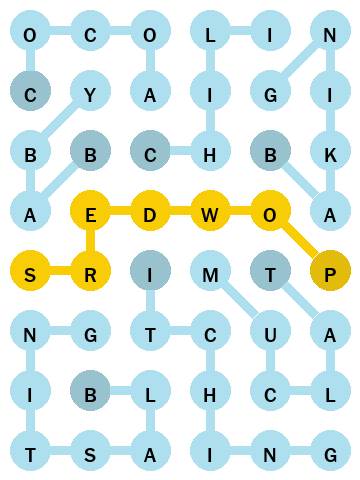 O C O L I N
C Y A I G I
B B C H B K
A E D W O A
S R I M T P
N G T C U A
I B L H C L
T S A I N G